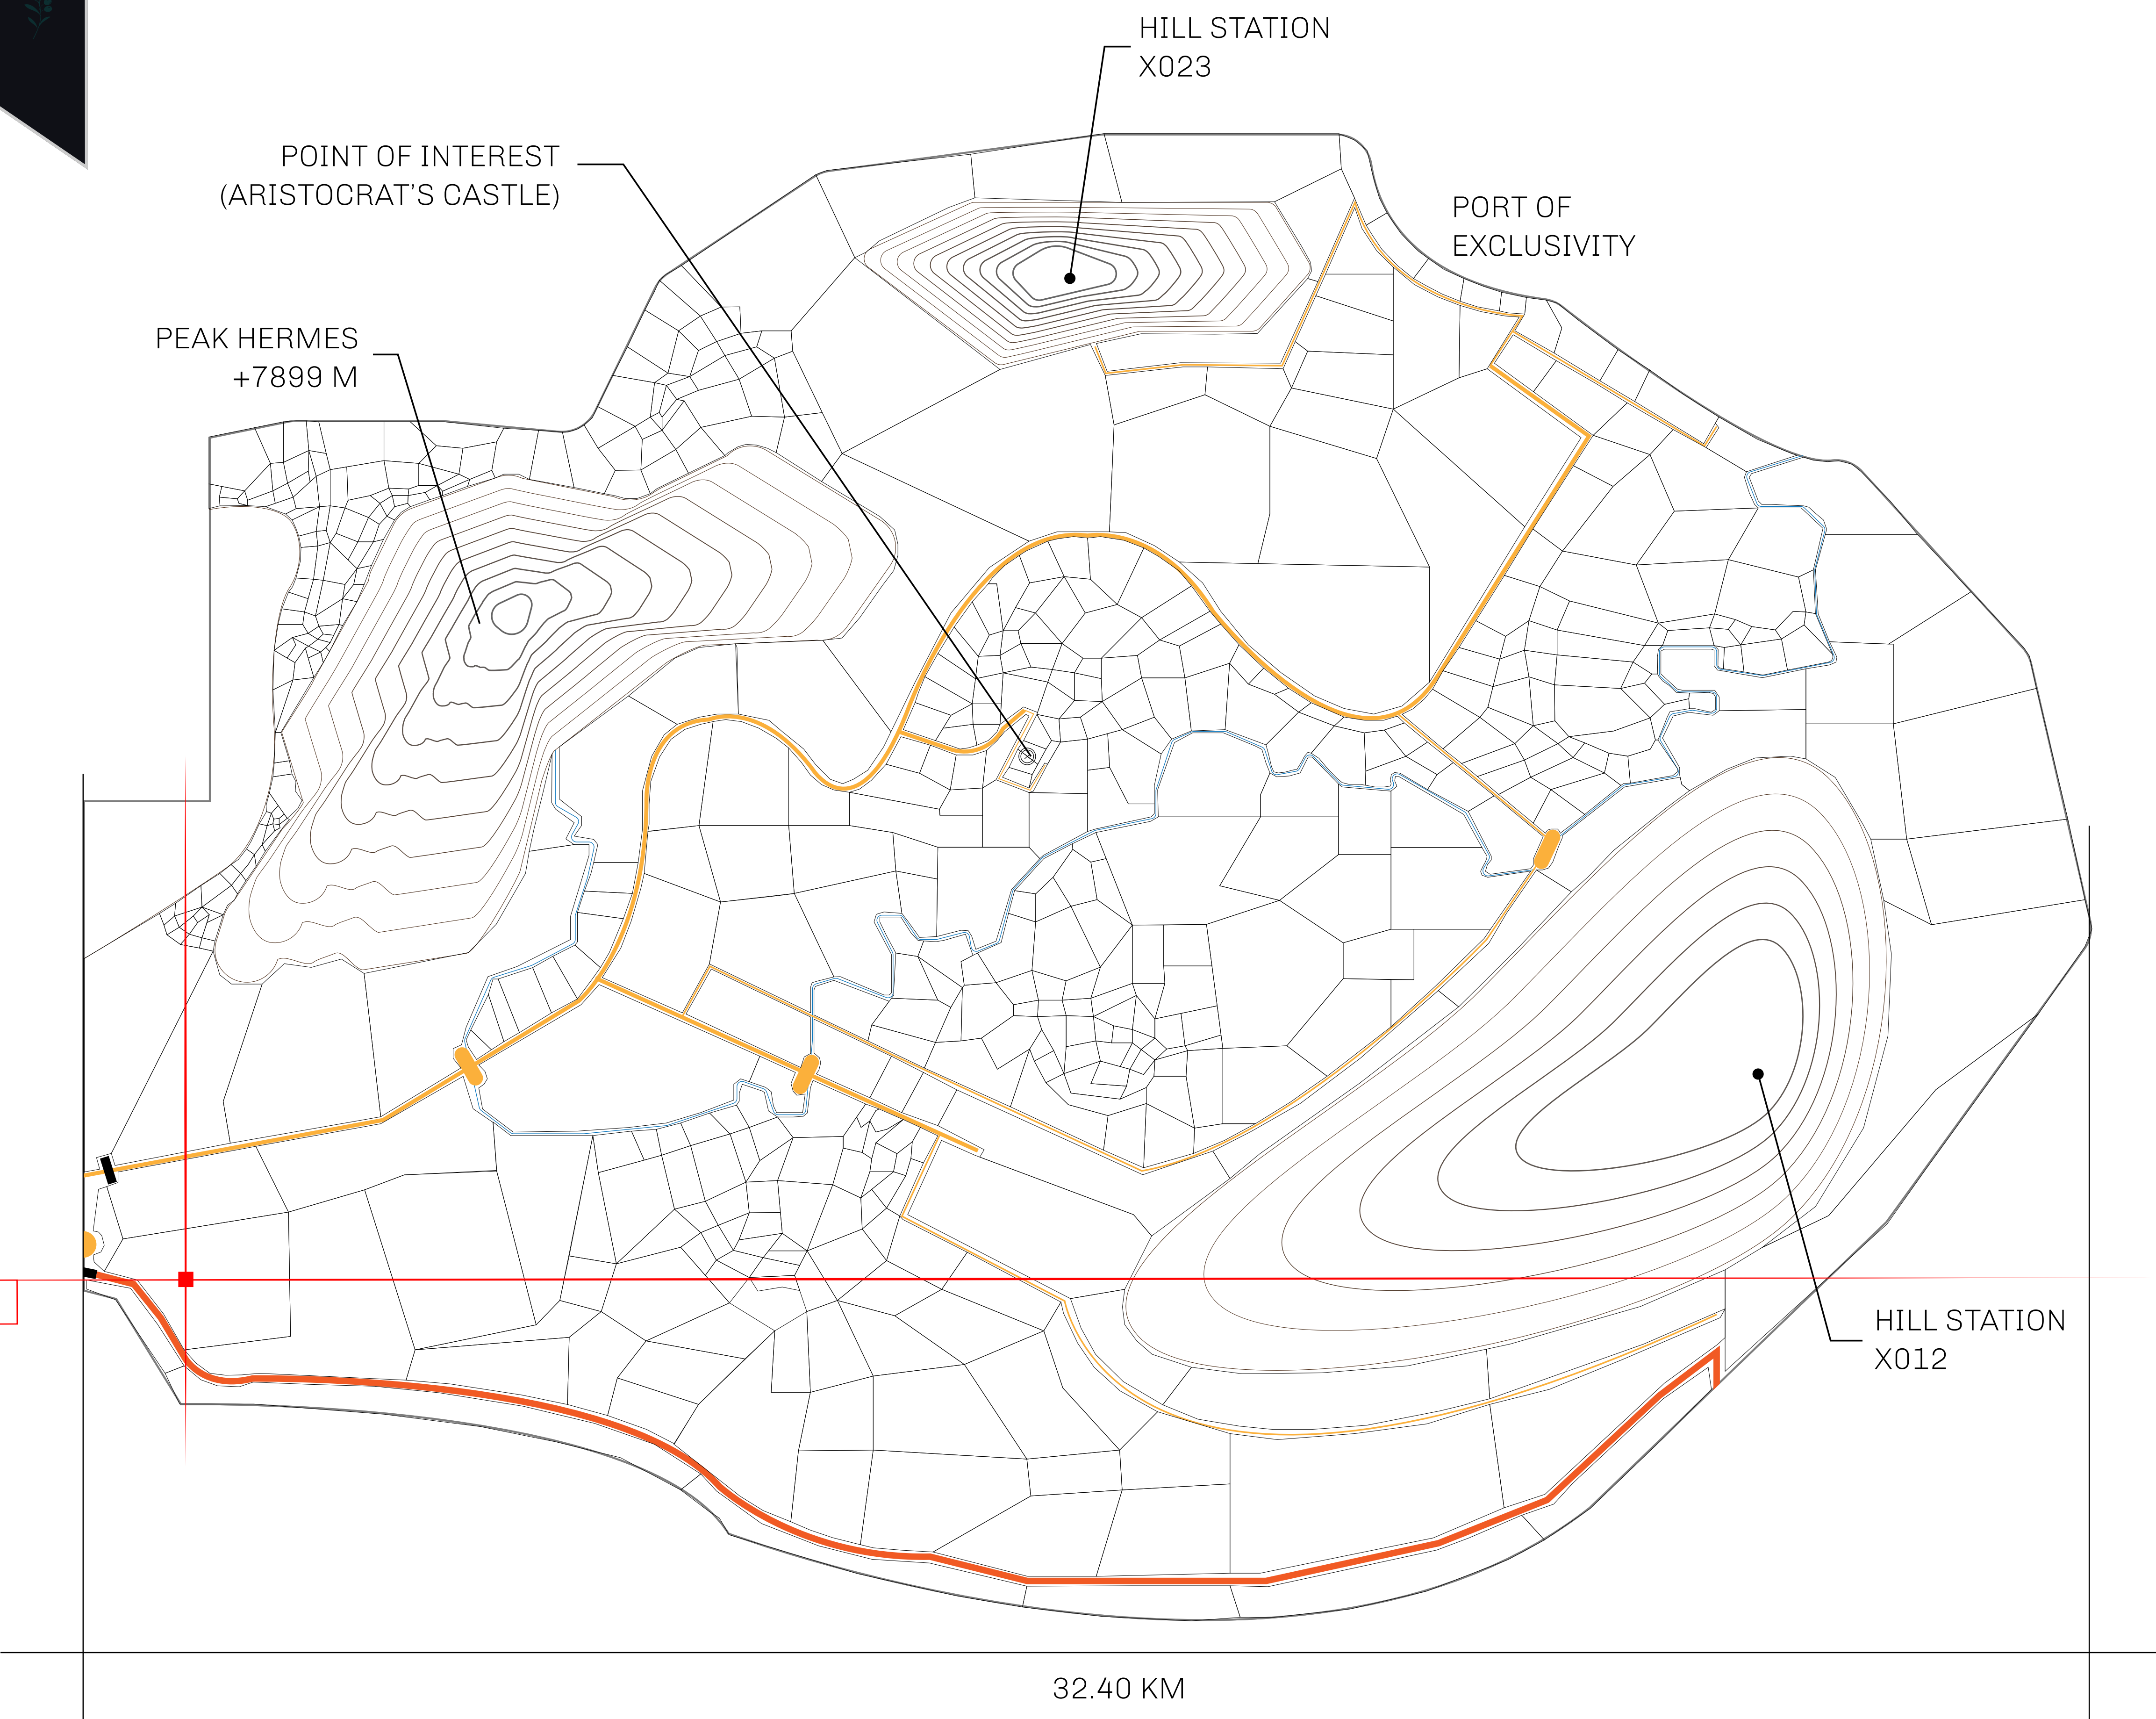 HILL STATION
X023
POINT OF INTEREST
(ARISTOCRAT'S CASTLE)
PORT OF
EXCLUSIVITY
PEAK HERMES
+7899 M
HILL STATION
X012
32.40 KM